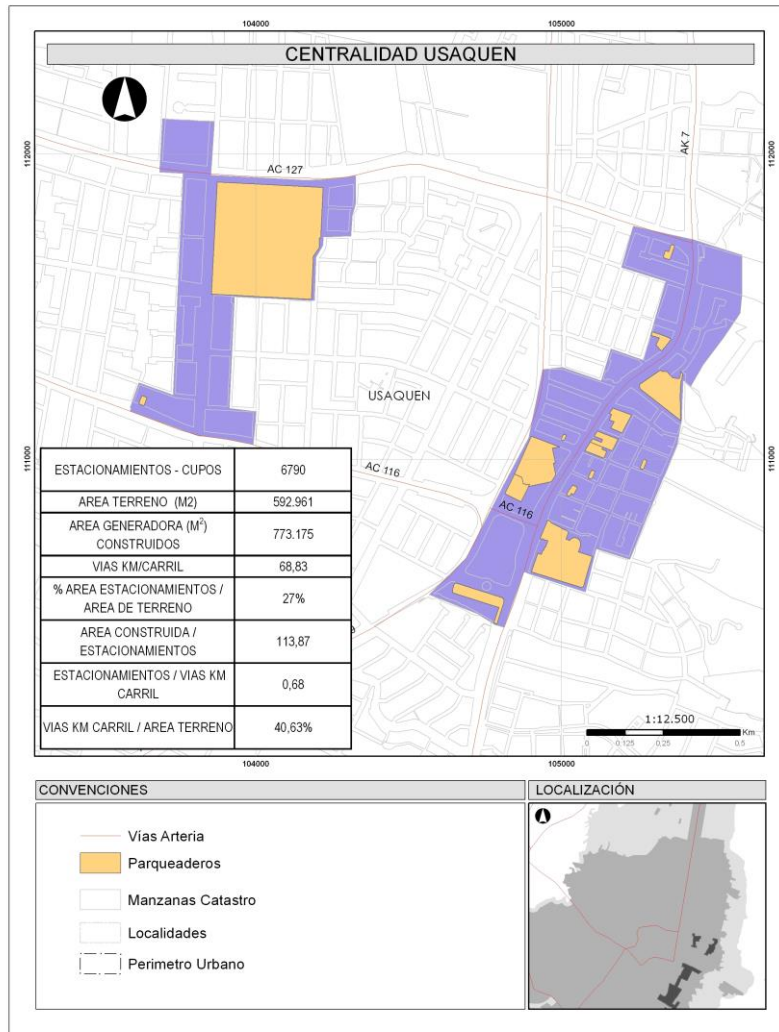 104000
105000
CENTRALIDAD USAQUEN
112000
112000
AC 127
AK 7
USAQUEN
111000
111000
AC 116
AC 116
ESTACIONAMIENTOS - CUPOS 6790
AREA TERRENO (M2) 592.961
AREA GENERADORA (M²)
CONSTRUIDOS 773.175
VIAS KM/CARRIL 68,83
% AREA ESTACIONAMIENTOS /
AREA DE TERRENO 27%
AREA CONSTRUIDA /
ESTACIONAMIENTOS 113,87
ESTACIONAMIENTOS / VIAS KM
CARRIL 0,68
VIAS KM CARRIL / AREA TERRENO 40,63%
1:12.500
Km
0 0,125 0,25 0,5
104000
105000
CONVENCIONES
LOCALIZACIÓN
Vías Arteria
Parqueaderos
Manzanas Catastro
Localidades
Perimetro Urbano